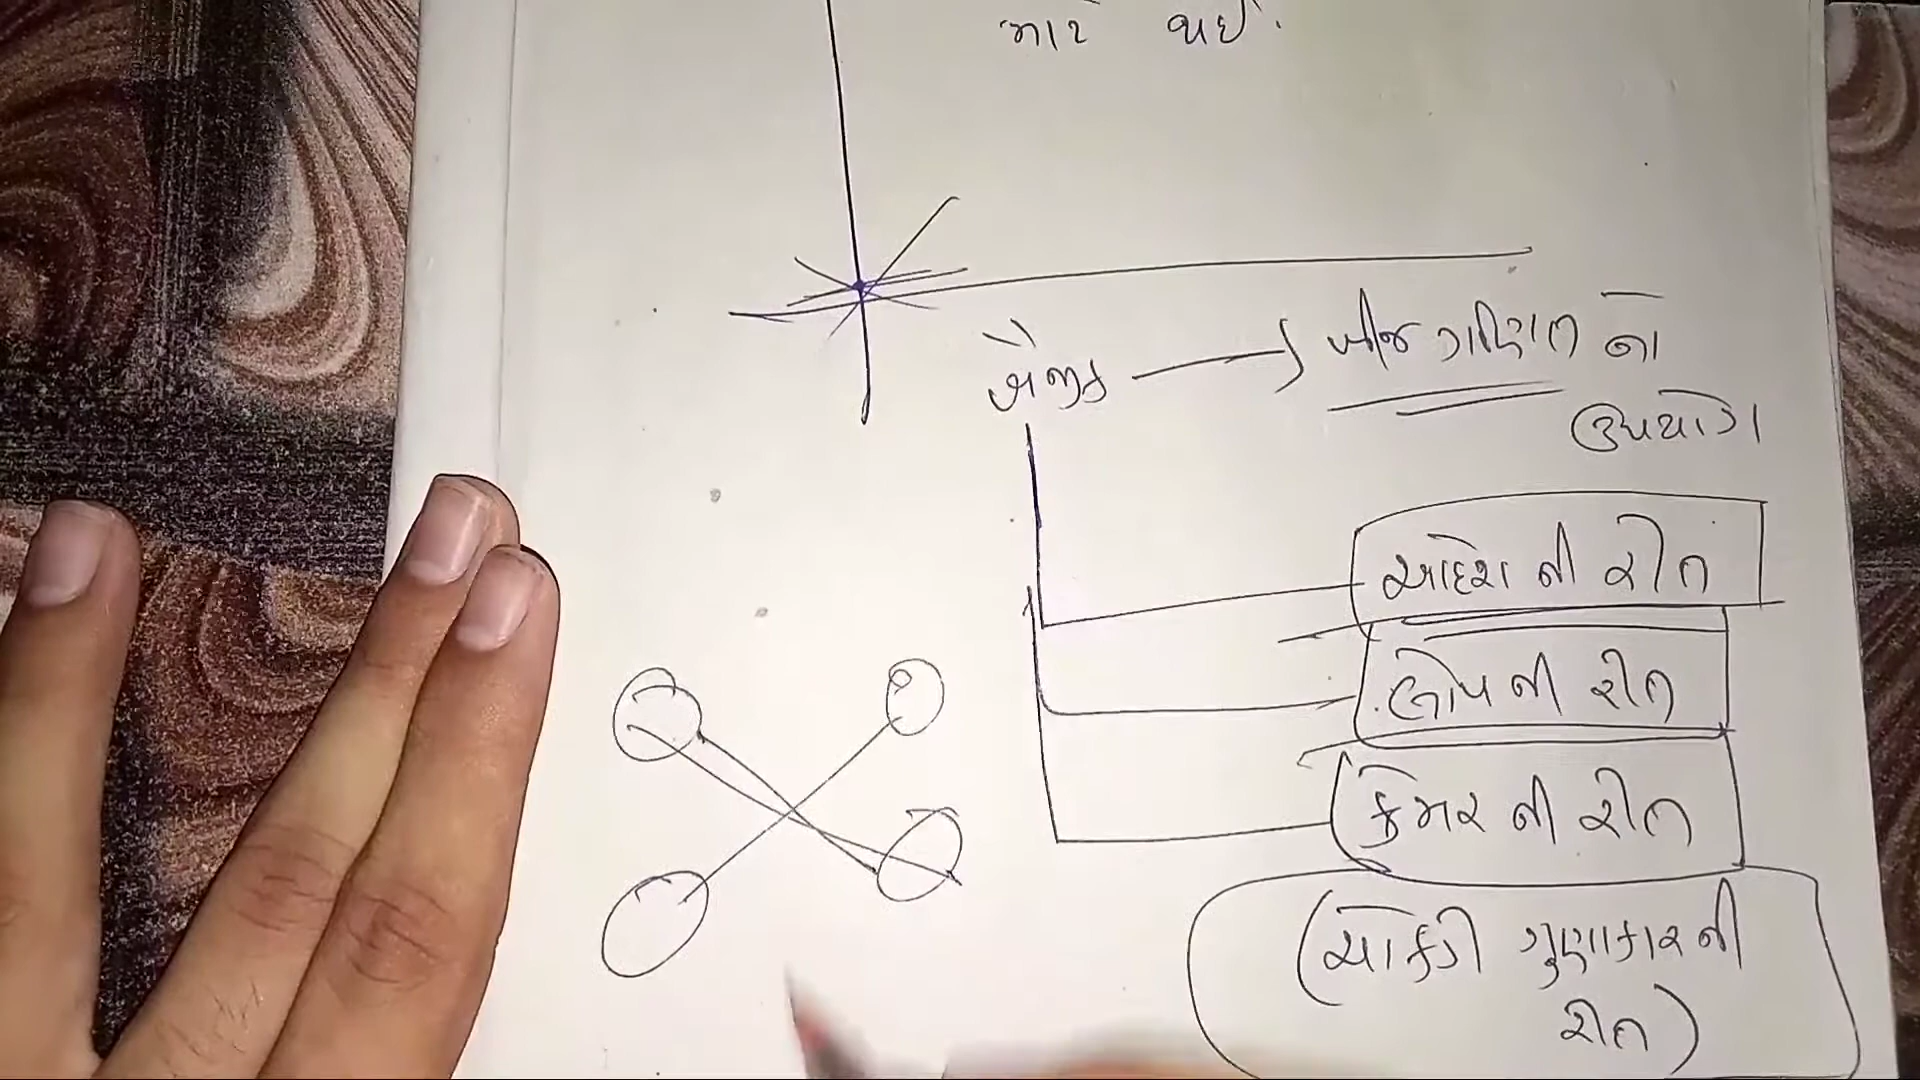 માટે થઈ.
બૈજીક → બીજ ગણિત નો
ઉપયોગ
આદેશ ની રીત
લોપ ની રીત
ક્રેમર ની રીત
(ચોકડી ગુણાકાર ની
રીત)